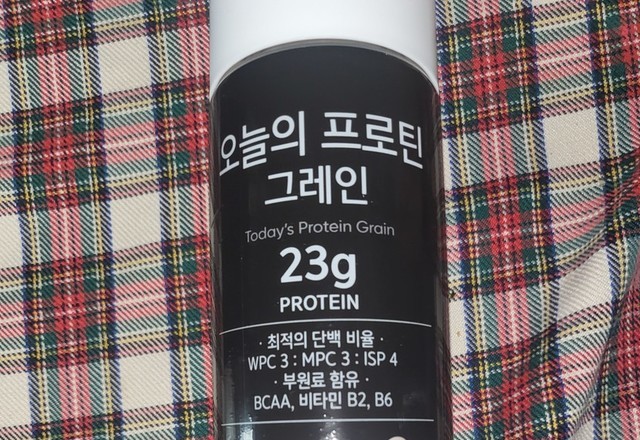 오늘의 프로틴
그레인
Today's Protein Grain
23g
PROTEIN
· 최적의 단백 비율 ·
WPC 3 : MPC 3 : ISP 4
· 부원료 함유 ·
BCAA, 비타민 B2, B6